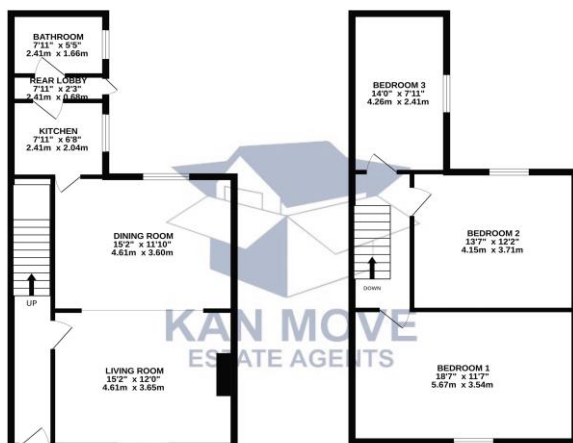 BATHROOM
7'11" x 5'5"
2.41m x 1.66m
REAR LOBBY
7'11" x 2'3"
2.41m x 0.68m
KITCHEN
7'11" x 6'8"
2.41m x 2.04m
DINING ROOM
15'2" x 11'10"
4.61m x 3.60m
UP
LIVING ROOM
15'2" x 12'0"
4.61m x 3.65m
BEDROOM 3
14'0" x 7'11"
4.26m x 2.41m
BEDROOM 2
13'7" x 12'2"
4.15m x 3.71m
DOWN
BEDROOM 1
18'7" x 11'7"
5.67m x 3.54m
KAN MOVE
ESTATE AGENTS